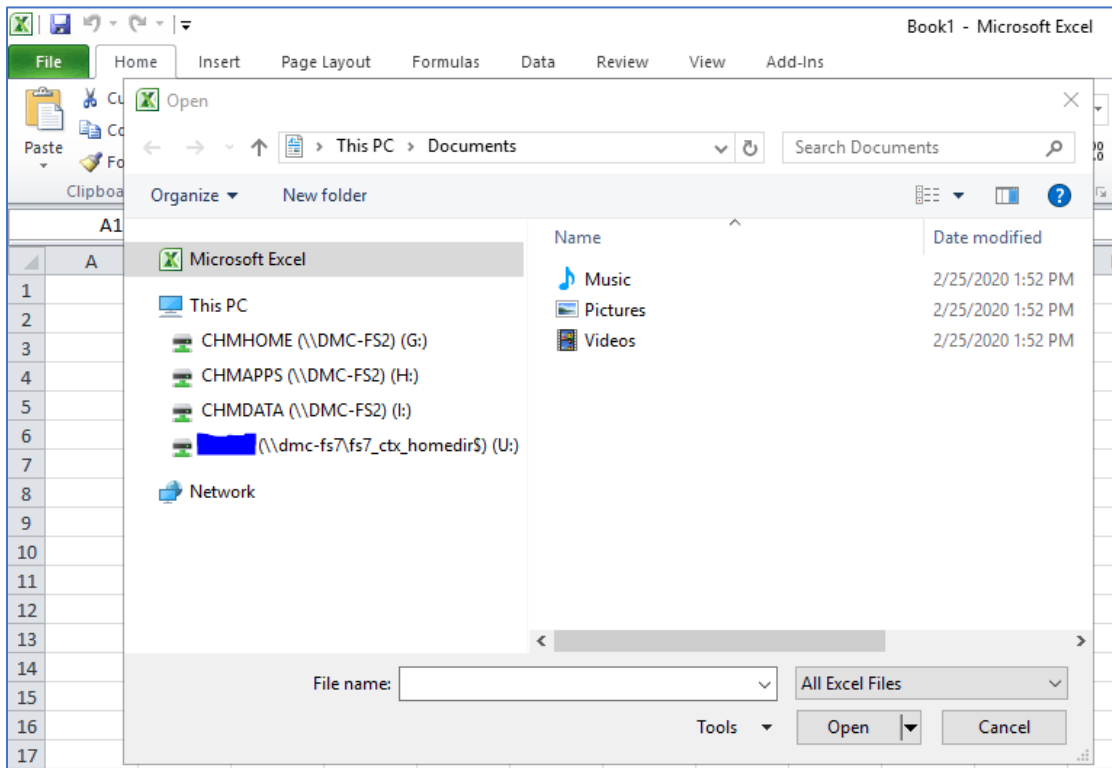 Book1 - Microsoft Excel
File Home Insert Page Layout Formulas Data Review View Add-Ins
Paste
Clipboa
Open
This PC > Documents
Search Documents
Organize New folder
A1
A
Microsoft Excel
This PC
CHMHOME (\\DMC-FS2) (G:)
CHMAPPS (\\DMC-FS2) (H:)
CHMDATA (\\DMC-FS2) (I:)
(\\dmc-fs7\fs7_ctx_homedir$) (U:)
Network
Name Date modified
Music 2/25/2020 1:52 PM
Pictures 2/25/2020 1:52 PM
Videos 2/25/2020 1:52 PM
1
2
3
4
5
6
7
8
9
10
11
12
13
14
15
16
17
File name: All Excel Files
Tools Open Cancel